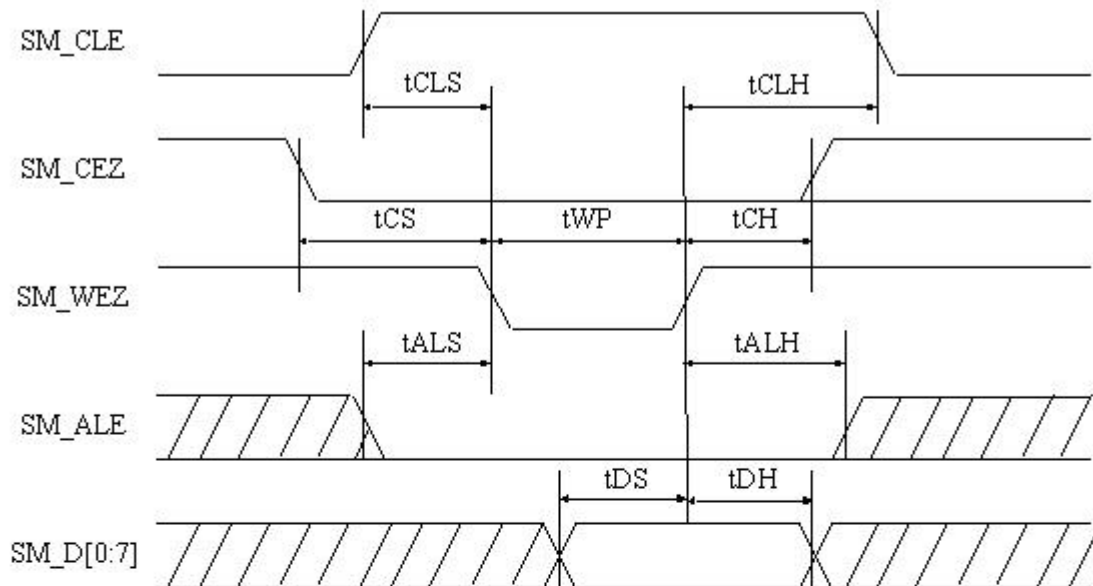 SM_CLE
tCLS
tCLH
SM_CEZ
tCS
tWP
tCH
SM_WEZ
tALS
tALH
SM_ALE
tDS
tDH
SM_D[0:7]